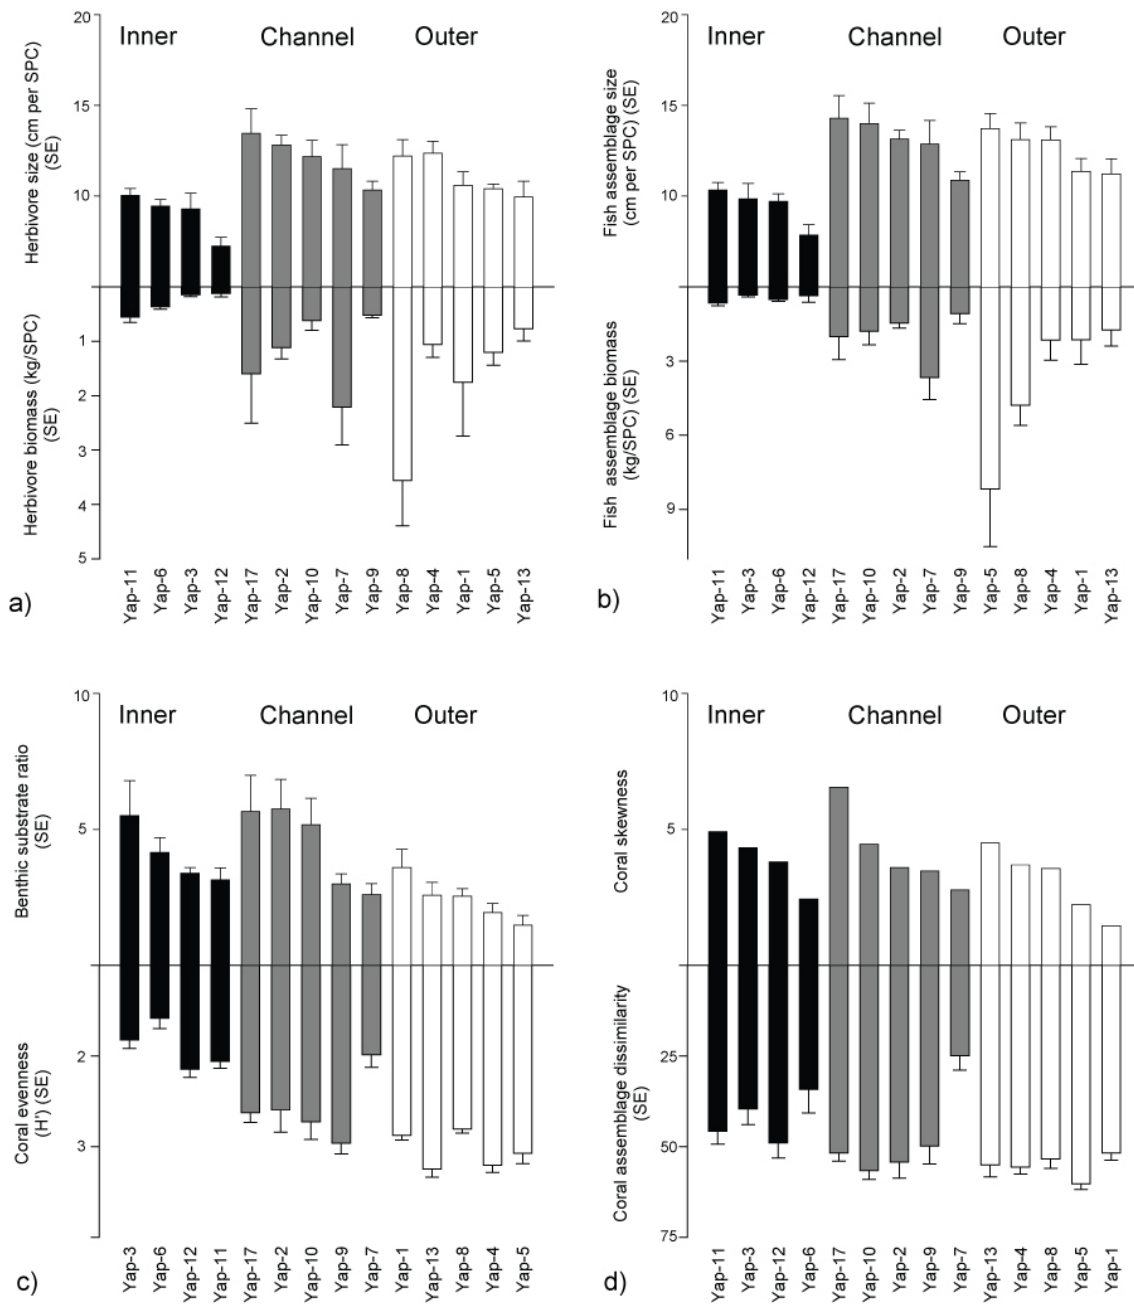 20
15
10
1
2
3
4
5
Herbivore size (cm per SPC)
(SE)
Herbivore biomass (kg/SPC)
(SE)
Inner
Channel
Outer
Yap-11
Yap-6
Yap-3
Yap-12
Yap-17
Yap-2
Yap-10
Yap-7
Yap-9
Yap-8
Yap-4
Yap-1
Yap-5
Yap-13
a)
20
15
10
3
6
9
Fish assemblage size
(cm per SPC) (SE)
Fish assemblage biomass
(kg/SPC) (SE)
Inner
Channel
Outer
Yap-11
Yap-3
Yap-6
Yap-12
Yap-17
Yap-10
Yap-2
Yap-7
Yap-9
Yap-5
Yap-8
Yap-4
Yap-1
Yap-13
b)
10
5
2
3
Benthic substrate ratio
(SE)
Coral evenness
(H') (SE)
Inner
Channel
Outer
Yap-3
Yap-6
Yap-12
Yap-11
Yap-17
Yap-2
Yap-10
Yap-9
Yap-7
Yap-1
Yap-13
Yap-8
Yap-4
Yap-5
c)
10
5
25
50
75
Coral skewness
Coral assemblage dissimilarity
(SE)
Inner
Channel
Outer
Yap-11
Yap-3
Yap-12
Yap-6
Yap-17
Yap-10
Yap-2
Yap-9
Yap-7
Yap-13
Yap-4
Yap-8
Yap-5
Yap-1
d)